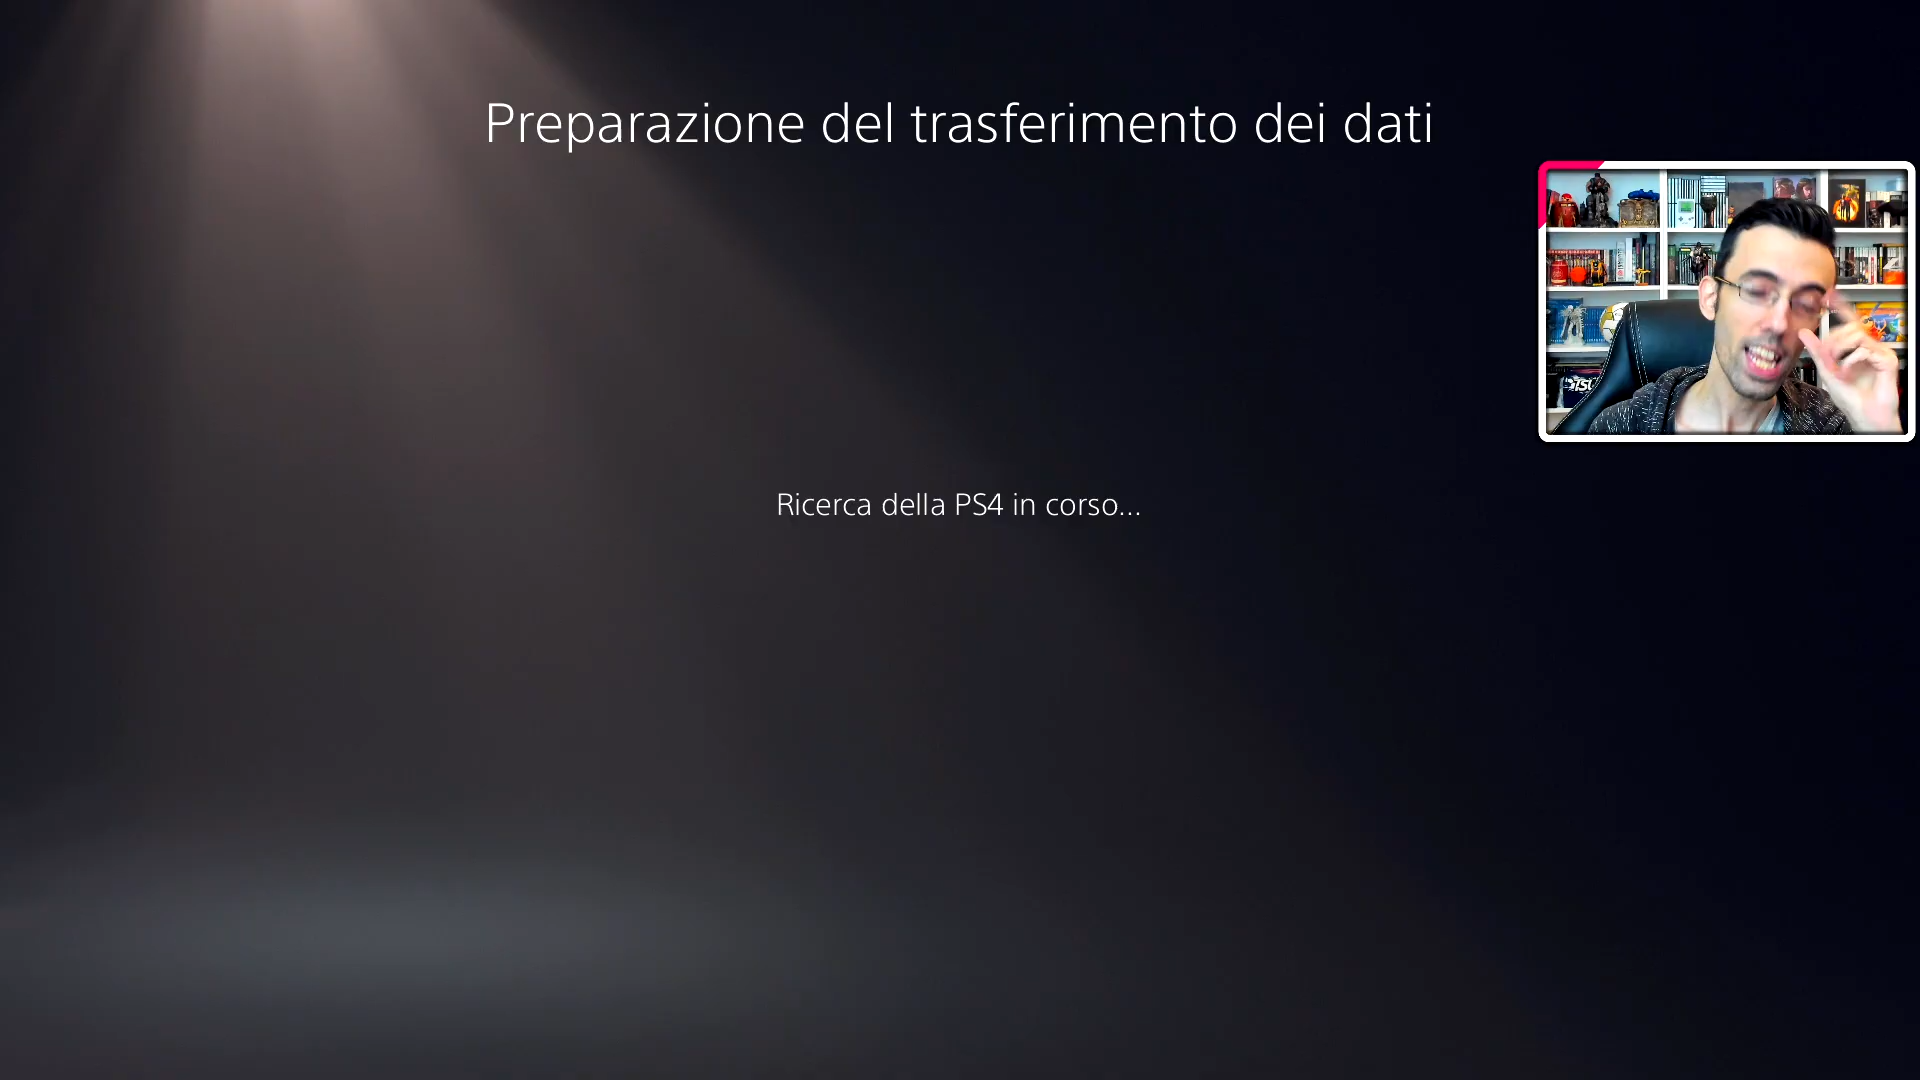 Preparazione del trasferimento dei dati
Ricerca della PS4 in corso...